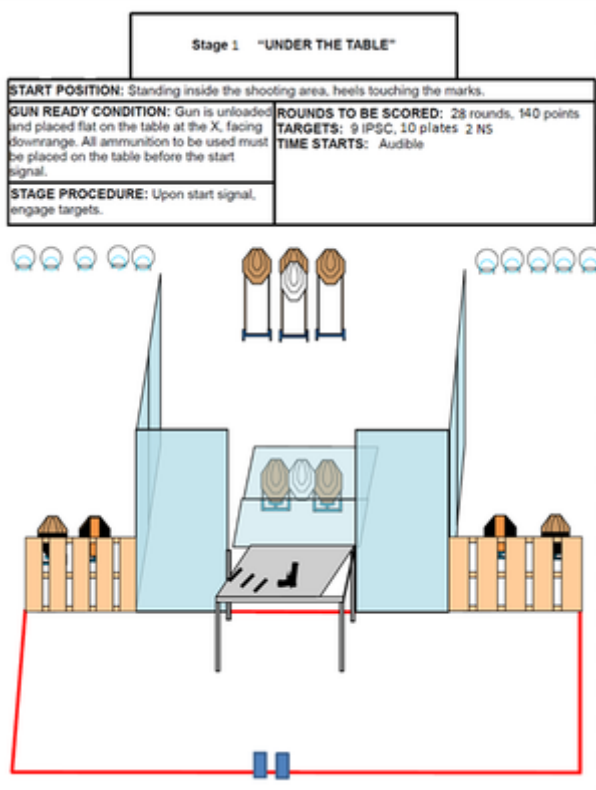 Stage 1 "UNDER THE TABLE"
START POSITION: Standing inside the shooting area, heels touching the marks.
GUN READY CONDITION: Gun is unloaded
and placed flat on the table at the X, facing
downrange. All ammunition to be used must
be placed on the table before the start
signal.
STAGE PROCEDURE: Upon start signal,
engage targets.
ROUNDS TO BE SCORED: 28 rounds, 140 points
TARGETS: 9 IPSC, 10 plates 2 NS
TIME STARTS: Audible